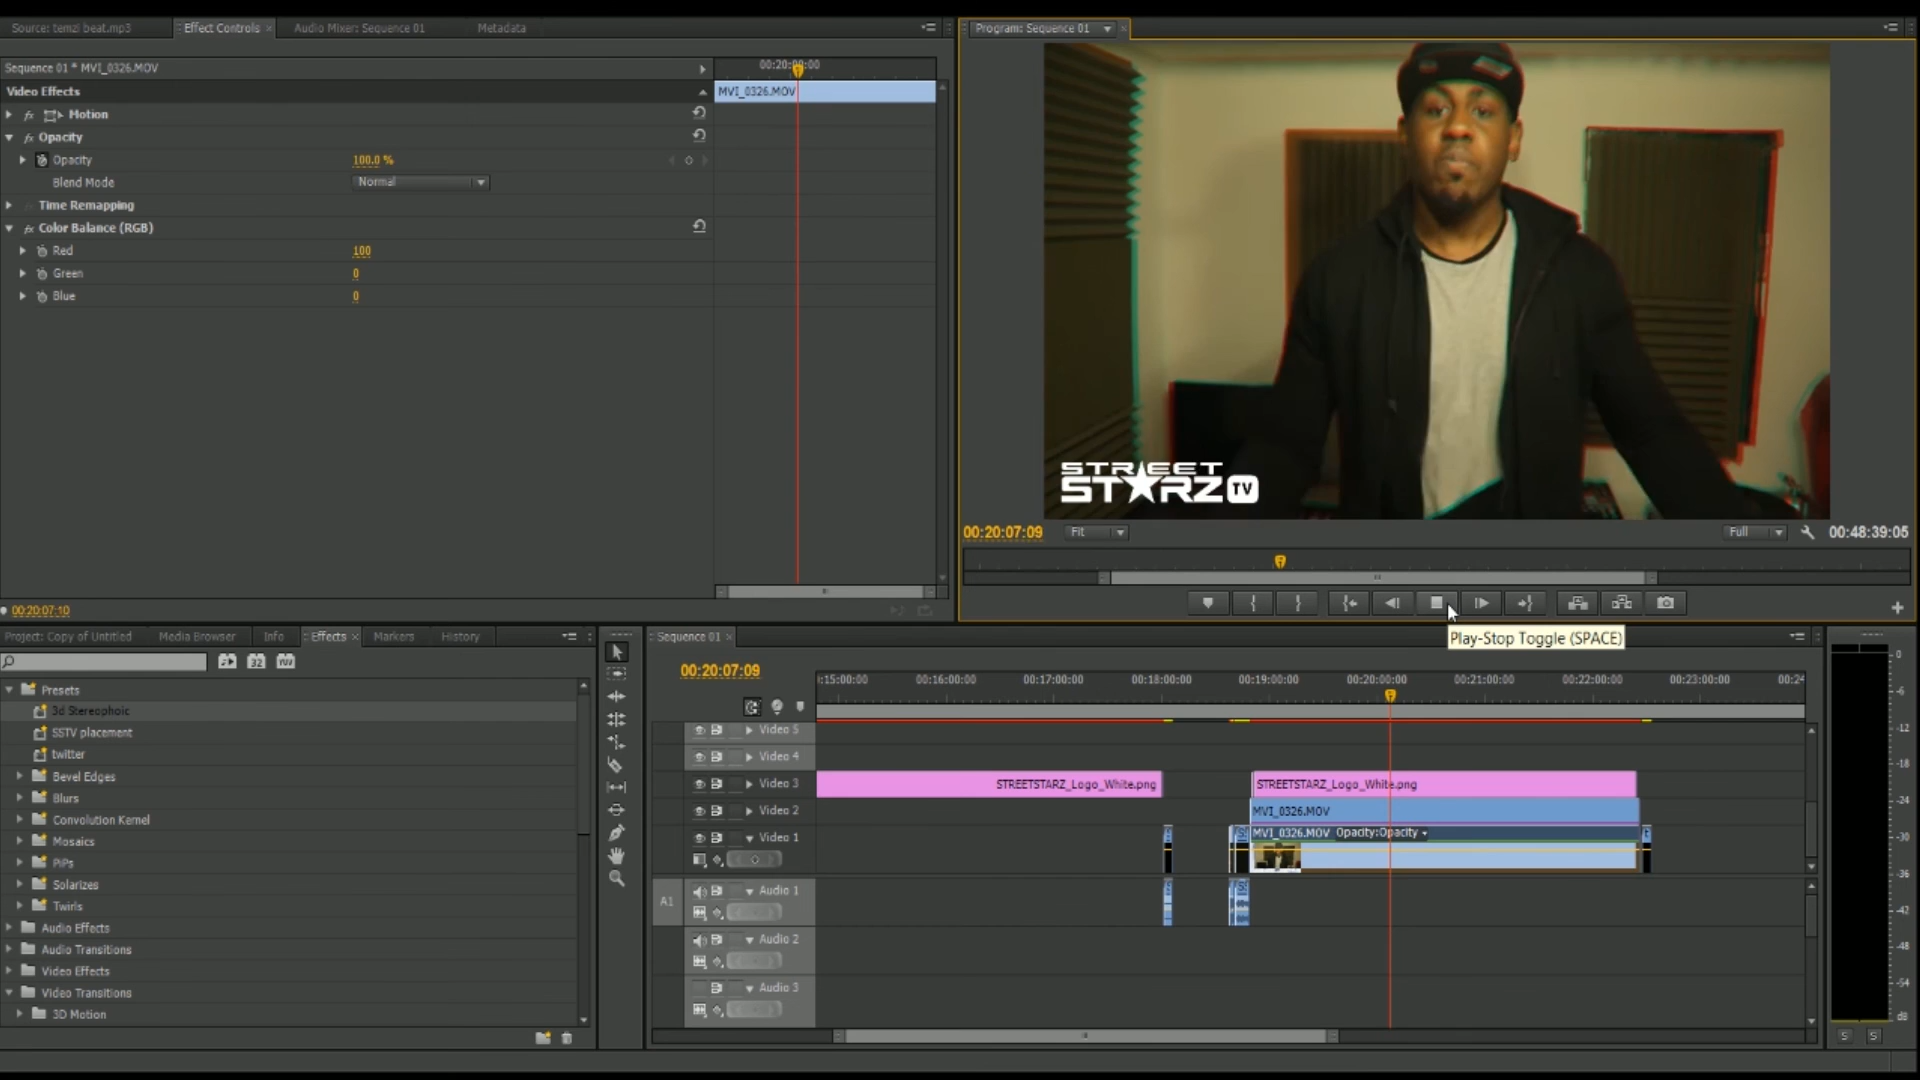 Source: temzi beat.mp3
Effect Controls
Audio Mixer: Sequence 01
Metadata
Sequence 01 * MVI_0326.MOV
00:20:00:00
Video Effects
MVI_0326.MOV
fx Motion
fx Opacity
Opacity 100.0 %
Blend Mode Normal
Time Remapping
fx Color Balance (RGB)
Red 100
Green 0
Blue 0
00:20:07:10
Program: Sequence 01
STREET
STARZ TV
00:20:07:09
Fit
Full
00:48:39:05
Play-Stop Toggle (SPACE)
Project: Copy of Untitled
Media Browser
Info
Effects
Markers
History
32
YUV
Presets
3d Stereophoic
SSTV placement
twitter
Bevel Edges
Blurs
Convolution Kernel
Mosaics
PiPs
Solarizes
Twirls
Audio Effects
Audio Transitions
Video Effects
Video Transitions
3D Motion
Sequence 01
00:20:07:09
:15:00:00 00:16:00:00 00:17:00:00 00:18:00:00 00:19:00:00 00:20:00:00 00:21:00:00 00:22:00:00 00:23:00:00 00:24
Video 5
Video 4
Video 3
STREETSTARZ_Logo_White.png
STREETSTARZ_Logo_White.png
Video 2
MVI_0326.MOV
Video 1
MVI_0326.MOV Opacity:Opacity
A1
Audio 1
Audio 2
Audio 3
0
-6
-12
-18
-24
-30
-36
-42
-48
-54
dB
S S